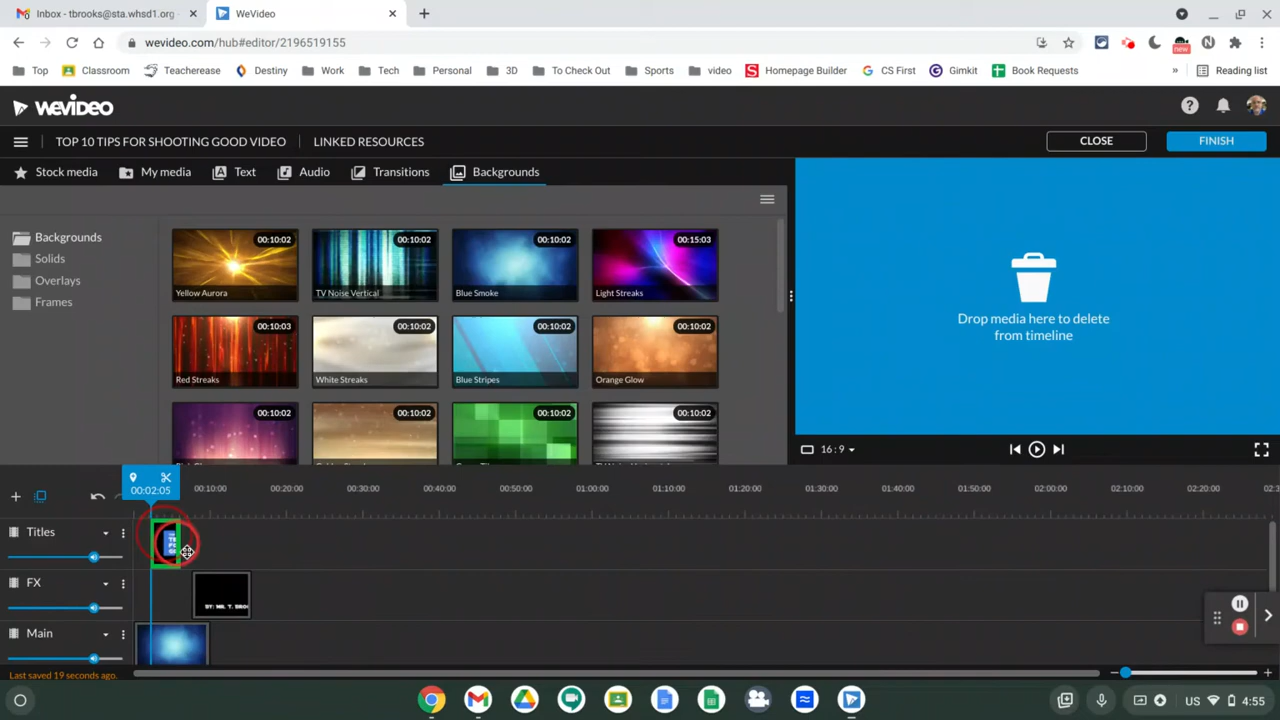 Inbox - tbrooks@sta.whsd1.org
WeVideo
wevideo.com/hub#editor/2196519155
new
Top
Classroom
Teacherease
Destiny
Work
Tech
Personal
3D
To Check Out
Sports
video
Homepage Builder
CS First
Gimkit
Book Requests
»
Reading list
WEVIDEO
TOP 10 TIPS FOR SHOOTING GOOD VIDEO
LINKED RESOURCES
CLOSE
FINISH
Stock media
My media
Text
Audio
Transitions
Backgrounds
Backgrounds
Solids
Overlays
Frames
00:10:02
Yellow Aurora
00:10:02
TV Noise Vertical
00:10:02
Blue Smoke
00:15:03
Light Streaks
00:10:03
Red Streaks
00:10:02
White Streaks
00:10:02
Blue Stripes
00:10:02
Orange Glow
00:10:02
00:10:02
00:10:02
00:10:02
Drop media here to delete
from timeline
16:9
00:02:05
00:10:00
00:20:00
00:30:00
00:40:00
00:50:00
01:00:00
01:10:00
01:20:00
01:30:00
01:40:00
01:50:00
02:00:00
02:10:00
02:20:00
Titles
FX
BY: MR. T. BRO
Main
Last saved 19 seconds ago.
US
4:55